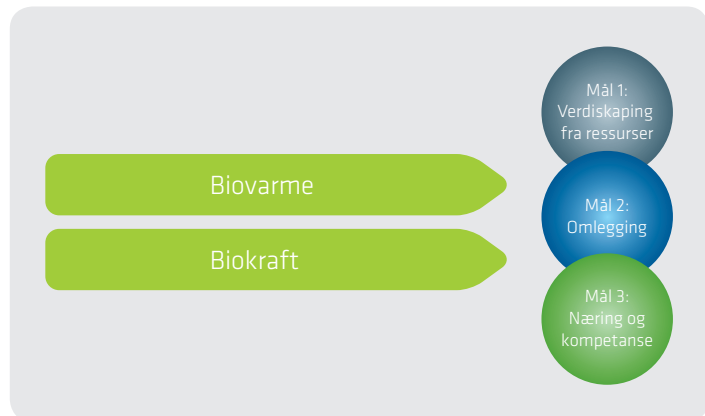 Mål 1:
Verdiskaping
fra ressurser
Biovarme
Mål 2:
Omlegging
Biokraft
Mål 3:
Næring og
kompetanse